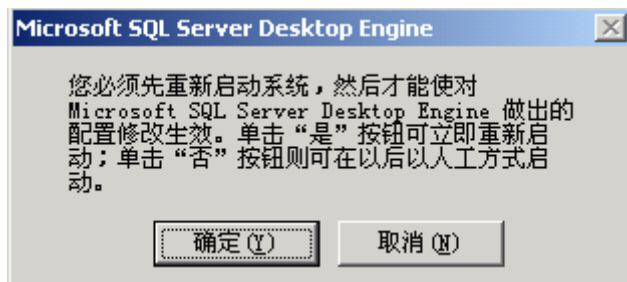 Microsoft SQL Server Desktop Engine
您必须先重新启动系统，然后才能使对
Microsoft SQL Server Desktop Engine 做出的
配置修改生效。单击“是”按钮可立即重新启
动；单击“否”按钮则可在以后以人工方式启
动。
确定(Y) 取消(N)